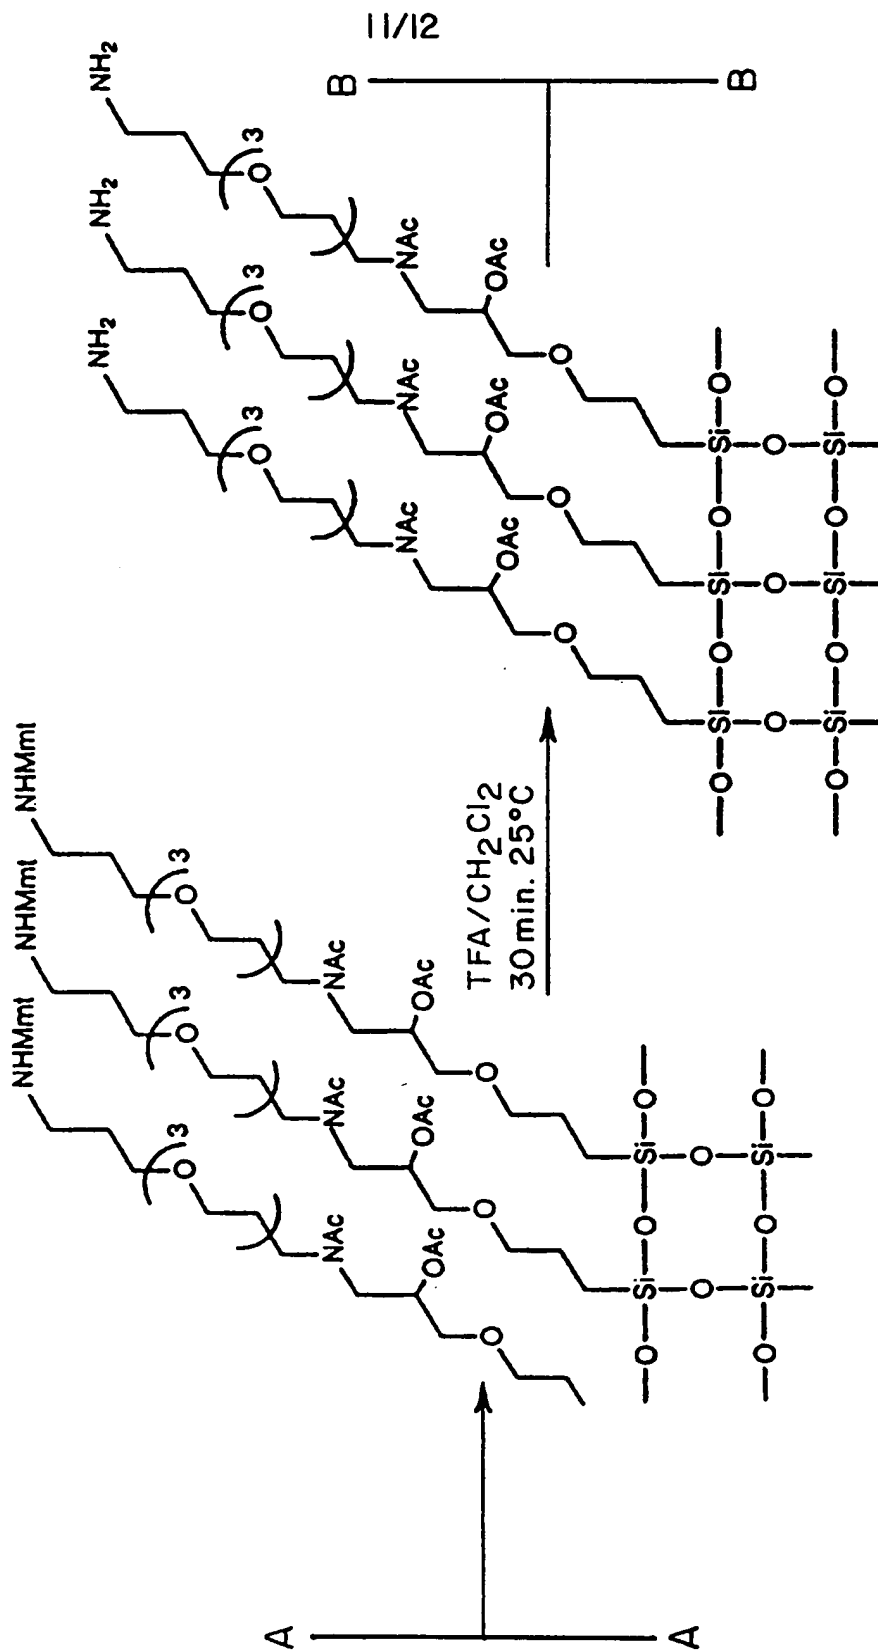 11/12
A
A
NHMmt
NHMmt
NHMmt
O
3
O
3
O
3
NAc
NAc
NAc
OAc
OAc
OAc
O
O
O
—O—Si—O—Si—O—
O
O
—O—Si—O—Si—O—
TFA/CH2Cl2
30min. 25°C
NH2
NH2
NH2
O
3
O
3
O
3
NAc
NAc
NAc
OAc
OAc
OAc
O
O
O
—O—Si—O—Si—O—Si—O—
O
O
O
—O—Si—O—Si—O—Si—O—
B
B